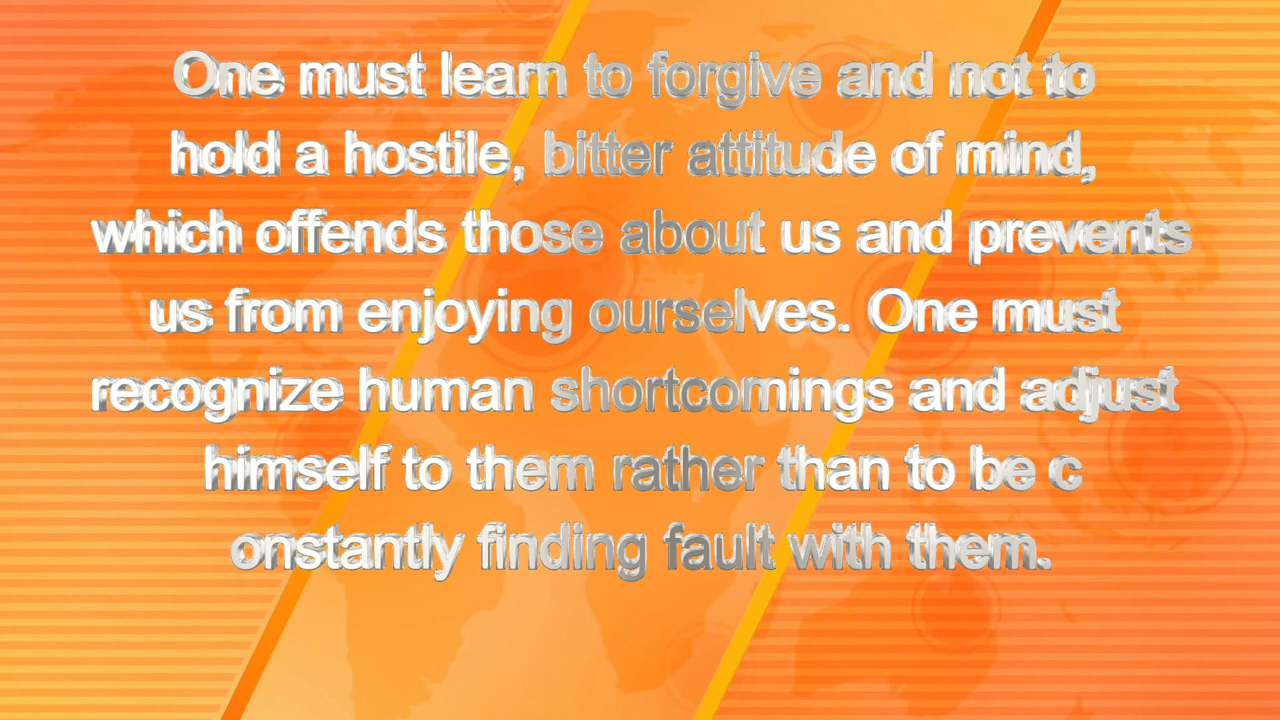 One must learn to forgive and not to
hold a hostile, bitter attitude of mind,
which offends those about us and prevents
us from enjoying ourselves. One must
recognize human shortcomings and adjust
himself to them rather than to be c
onstantly finding fault with them.